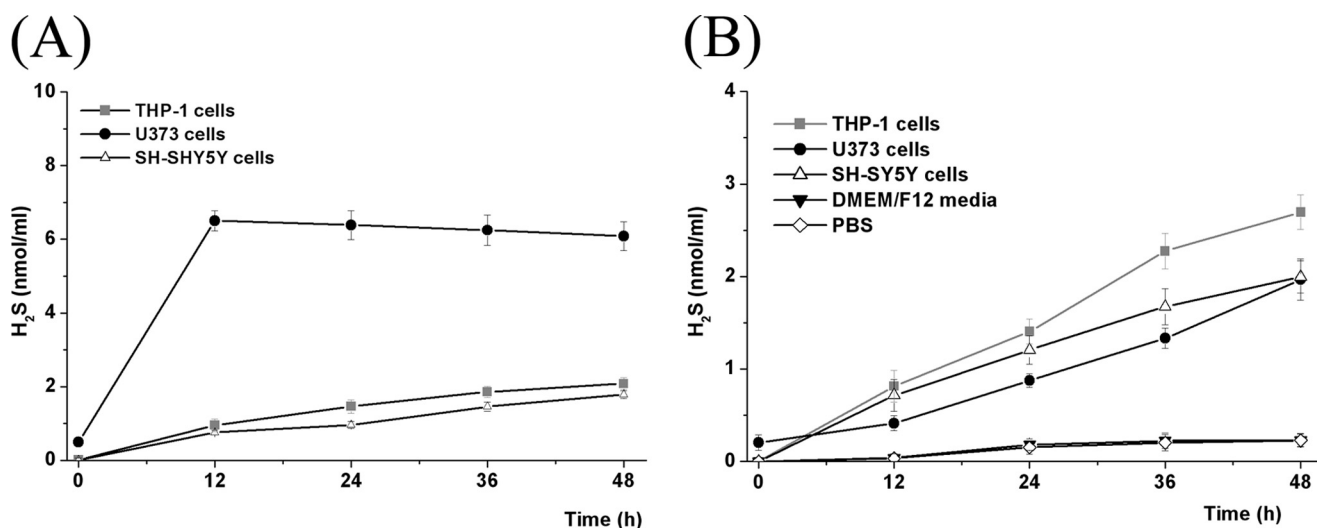 (A)
10
8
6
4
2
0
H₂S (nmol/ml)
THP-1 cells
U373 cells
SH-SHY5Y cells
0 12 24 36 48
Time (h)
(B)
4
3
2
1
0
H₂S (nmol/ml)
THP-1 cells
U373 cells
SH-SY5Y cells
DMEM/F12 media
PBS
0 12 24 36 48
Time (h)